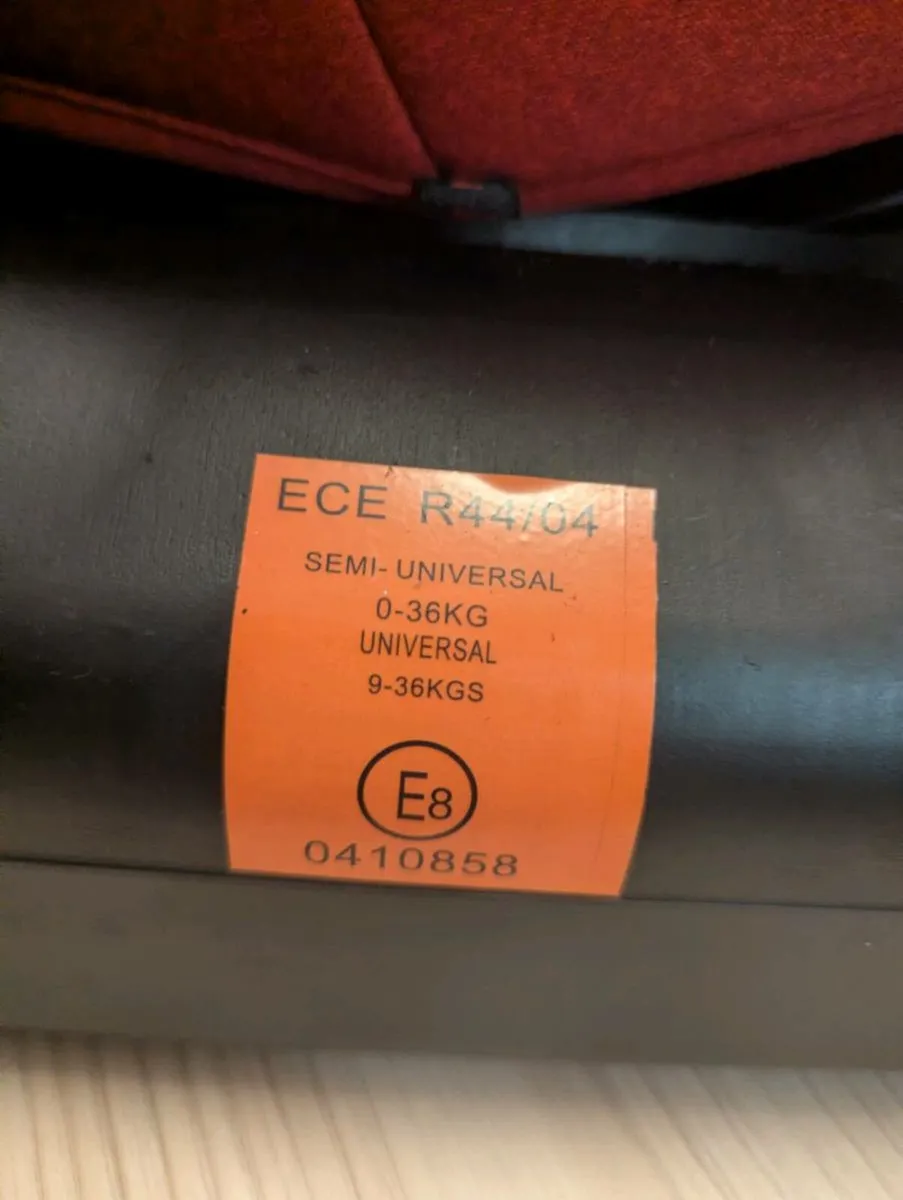 ECE R44/04
SEMI- UNIVERSAL
0-36KG
UNIVERSAL
9-36KGS
E8
0410858